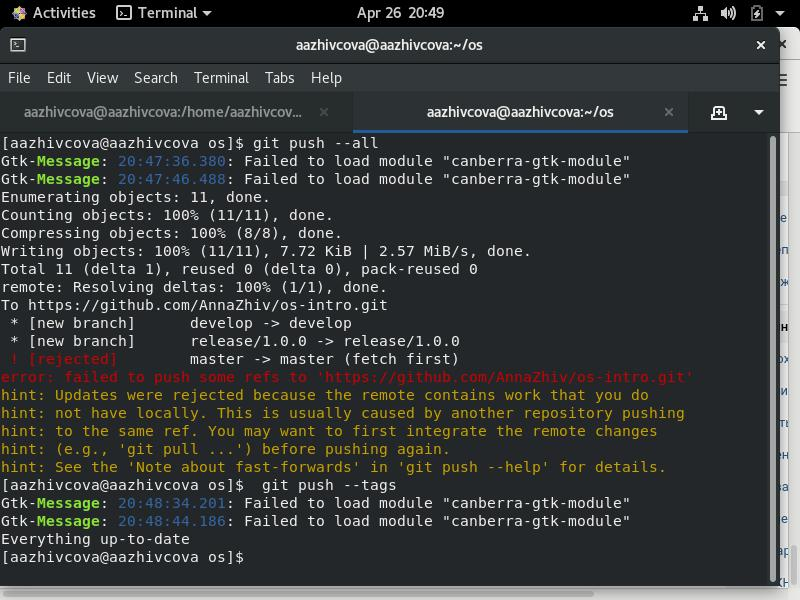 Activities Terminal Apr 26 20:49
aazhivcova@aazhivcova:~/os
File Edit View Search Terminal Tabs Help
aazhivcova@aazhivcova:/home/aazhivcov... × aazhivcova@aazhivcova:~/os ×
[aazhivcova@aazhivcova os]$ git push --all
Gtk-Message: 20:47:36.380: Failed to load module "canberra-gtk-module"
Gtk-Message: 20:47:46.488: Failed to load module "canberra-gtk-module"
Enumerating objects: 11, done.
Counting objects: 100% (11/11), done.
Compressing objects: 100% (8/8), done.
Writing objects: 100% (11/11), 7.72 KiB | 2.57 MiB/s, done.
Total 11 (delta 1), reused 0 (delta 0), pack-reused 0
remote: Resolving deltas: 100% (1/1), done.
To https://github.com/AnnaZhiv/os-intro.git
 * [new branch]      develop -> develop
 * [new branch]      release/1.0.0 -> release/1.0.0
 ! [rejected]        master -> master (fetch first)
error: failed to push some refs to 'https://github.com/AnnaZhiv/os-intro.git'
hint: Updates were rejected because the remote contains work that you do
hint: not have locally. This is usually caused by another repository pushing
hint: to the same ref. You may want to first integrate the remote changes
hint: (e.g., 'git pull ...') before pushing again.
hint: See the 'Note about fast-forwards' in 'git push --help' for details.
[aazhivcova@aazhivcova os]$  git push --tags
Gtk-Message: 20:48:34.201: Failed to load module "canberra-gtk-module"
Gtk-Message: 20:48:44.186: Failed to load module "canberra-gtk-module"
Everything up-to-date
[aazhivcova@aazhivcova os]$